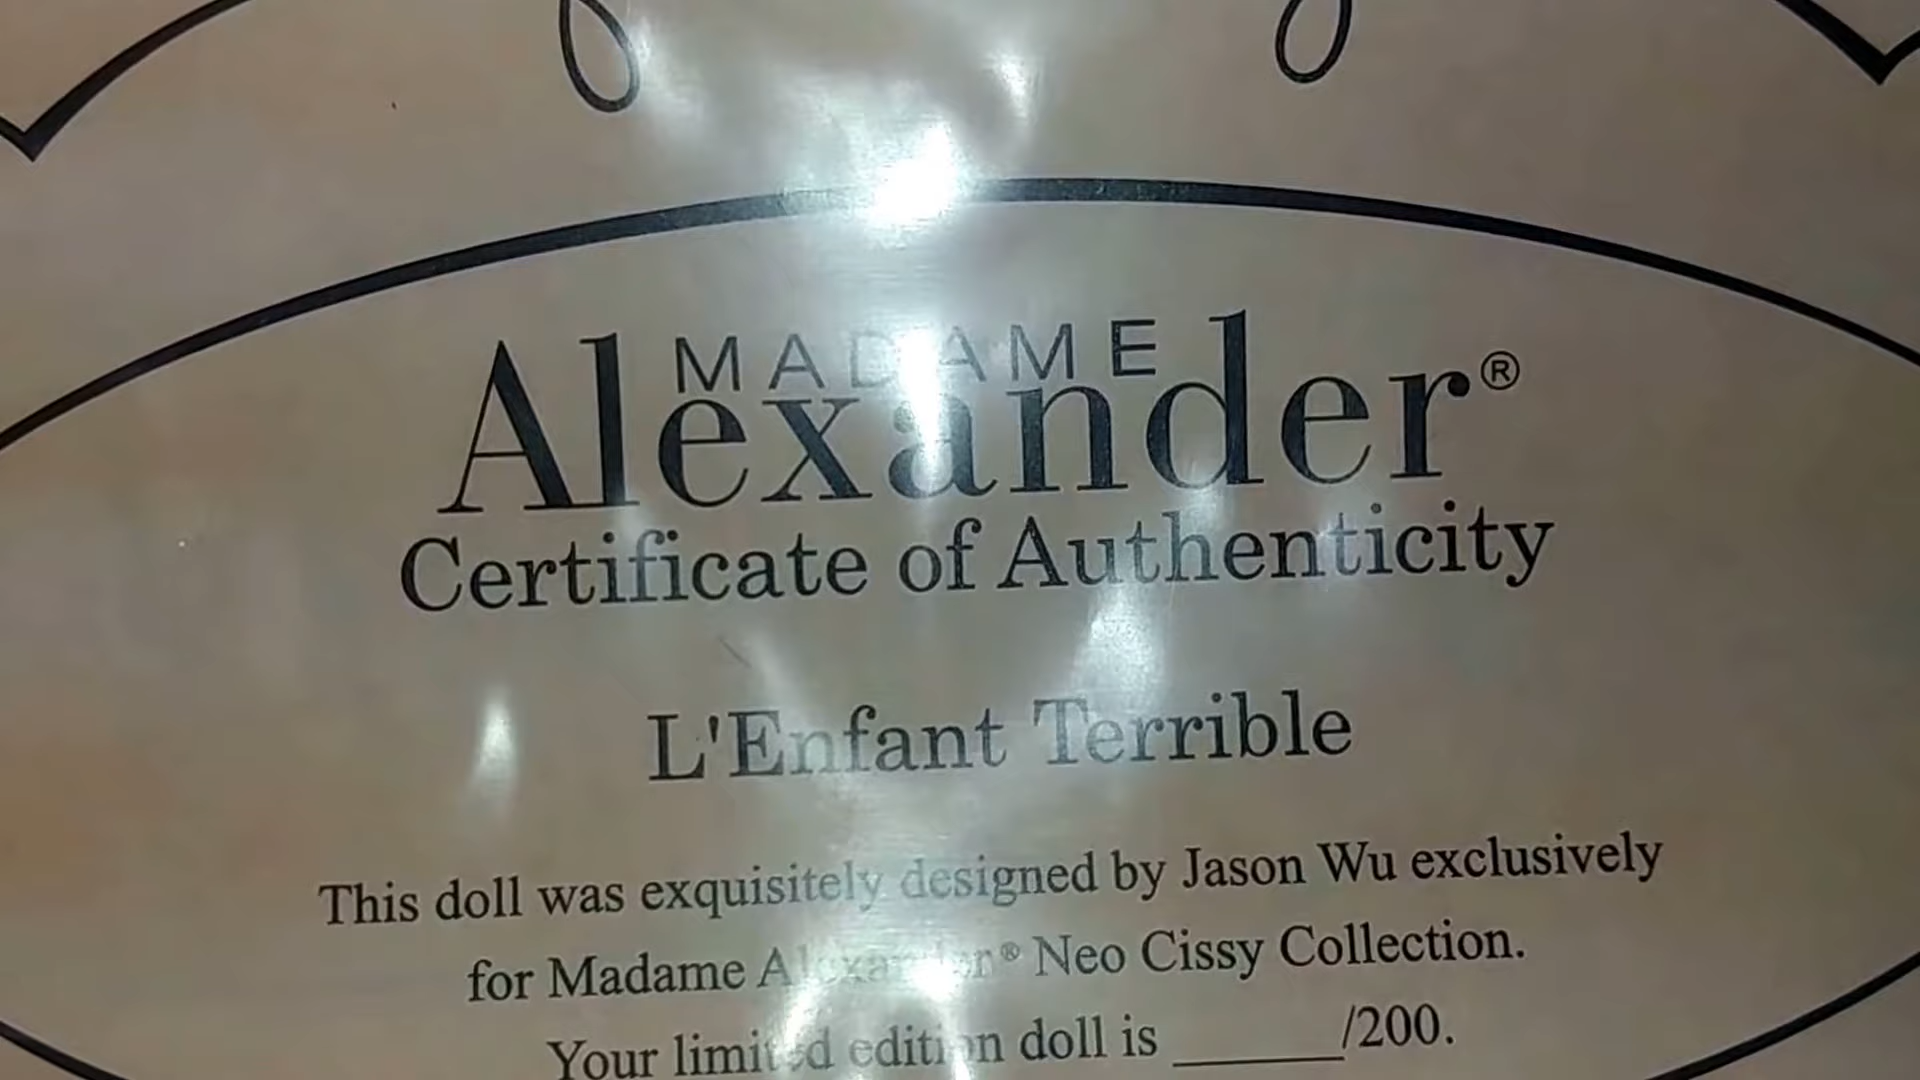 MADAME
Alexander®
Certificate of Authenticity
L'Enfant Terrible
This doll was exquisitely designed by Jason Wu exclusively
for Madame Alexander® Neo Cissy Collection.
Your limited edition doll is ______/200.